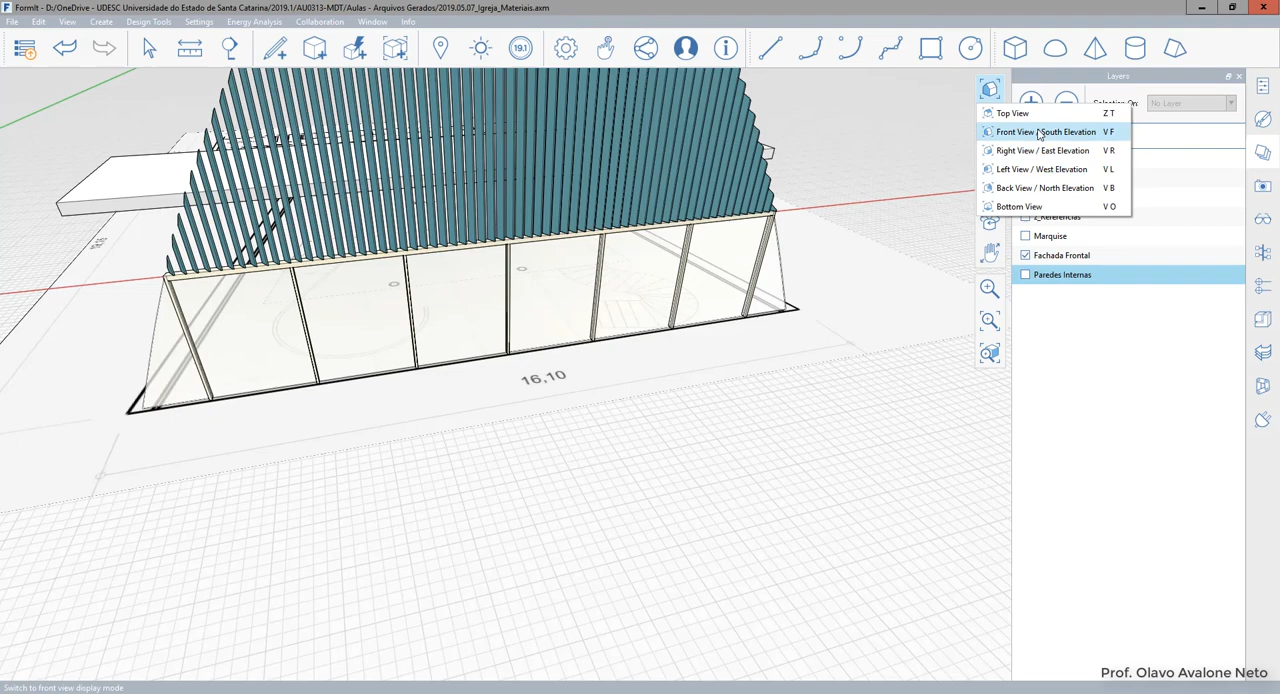 FormIt - D:/OneDrive - UDESC Universidade do Estado de Santa Catarina/2019.1/AU0313-MDT/Aulas - Arquivos Gerados/2019.05.07_Igreja_Materiais.axm
File Edit View Create Design Tools Settings Energy Analysis Collaboration Window Info
19.1
Layers
Selection On: No Layer
Top View Z T
Front View / South Elevation V F
Right View / East Elevation V R
Left View / West Elevation V L
Back View / North Elevation V B
Bottom View V O
z_Referências
Marquise
Fachada Frontal
Paredes Internas
16,10
Switch to front view display mode
Prof. Olavo Avalone Neto